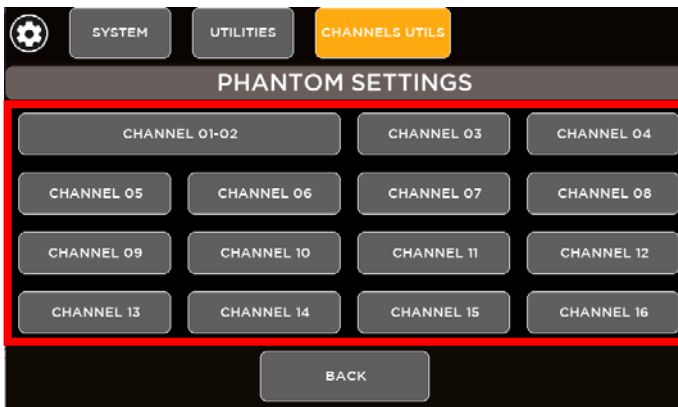 SYSTEM UTILITIES CHANNELS UTILS
PHANTOM SETTINGS
CHANNEL 01-02 CHANNEL 03 CHANNEL 04
CHANNEL 05 CHANNEL 06 CHANNEL 07 CHANNEL 08
CHANNEL 09 CHANNEL 10 CHANNEL 11 CHANNEL 12
CHANNEL 13 CHANNEL 14 CHANNEL 15 CHANNEL 16
BACK